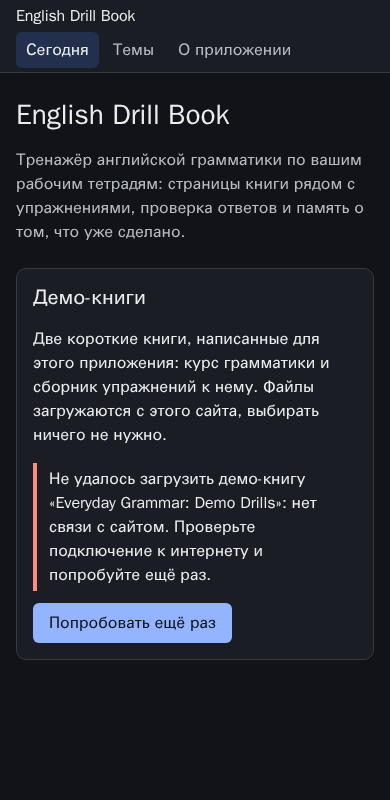 English Drill Book
Сегодня
Темы
О приложении
English Drill Book
Тренажёр английской грамматики по вашим
рабочим тетрадям: страницы книги рядом с
упражнениями, проверка ответов и память о
том, что уже сделано.
Демо-книги
Две короткие книги, написанные для
этого приложения: курс грамматики и
сборник упражнений к нему. Файлы
загружаются с этого сайта, выбирать
ничего не нужно.
Не удалось загрузить демо-книгу
«Everyday Grammar: Demo Drills»: нет
связи с сайтом. Проверьте
подключение к интернету и
попробуйте ещё раз.
Попробовать ещё раз